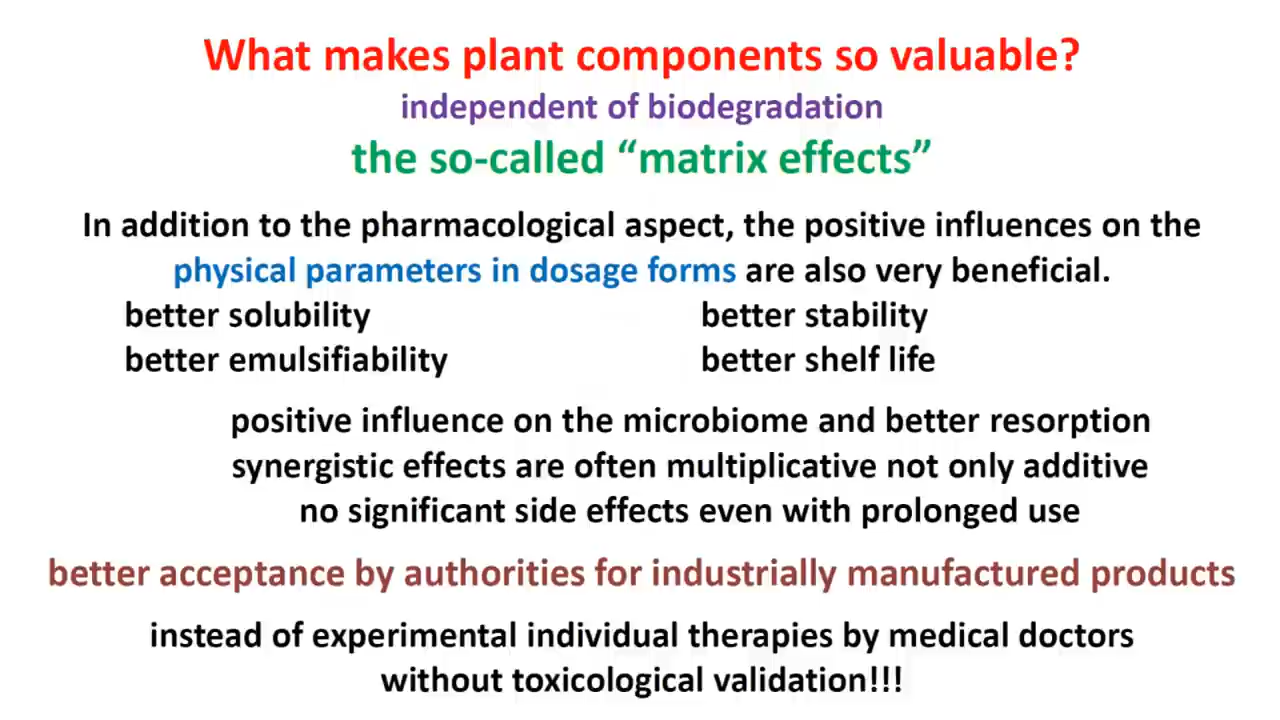 What makes plant components so valuable?
independent of biodegradation
the so-called “matrix effects”
In addition to the pharmacological aspect, the positive influences on the
physical parameters in dosage forms are also very beneficial.
better solubility better stability
better emulsifiability better shelf life
positive influence on the microbiome and better resorption
synergistic effects are often multiplicative not only additive
no significant side effects even with prolonged use
better acceptance by authorities for industrially manufactured products
instead of experimental individual therapies by medical doctors
without toxicological validation!!!